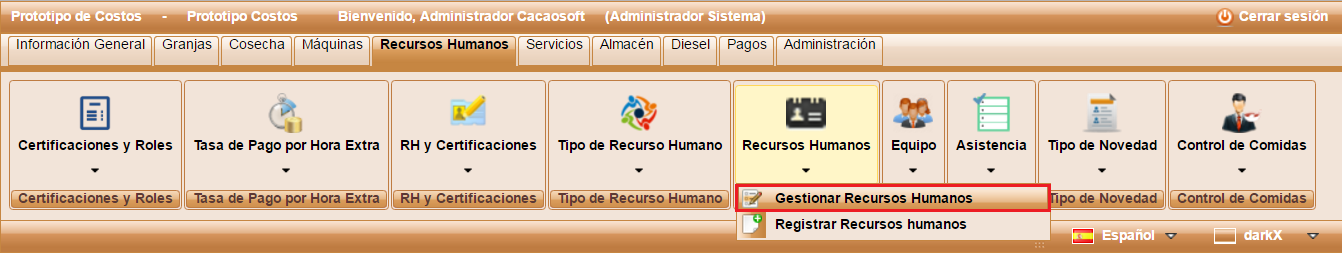 Prototipo de Costos - Prototipo Costos Bienvenido, Administrador Cacaosoft (Administrador Sistema) Cerrar sesión
Información General Granjas Cosecha Máquinas Recursos Humanos Servicios Almacén Diesel Pagos Administración
Certificaciones y Roles Tasa de Pago por Hora Extra RH y Certificaciones Tipo de Recurso Humano Recursos Humanos Equipo Asistencia Tipo de Novedad Control de Comidas
Certificaciones y Roles Tasa de Pago por Hora Extra RH y Certificaciones Tipo de Recurso Humano Gestionar Recursos Humanos Tipo de Novedad Control de Comidas
Registrar Recursos humanos
Español darkX